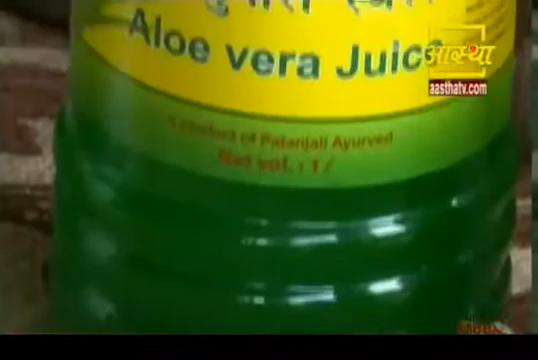 Aloe vera Juice
A product of Patanjali Ayurved
Net vol. : 1
आस्था
aasthatv.com